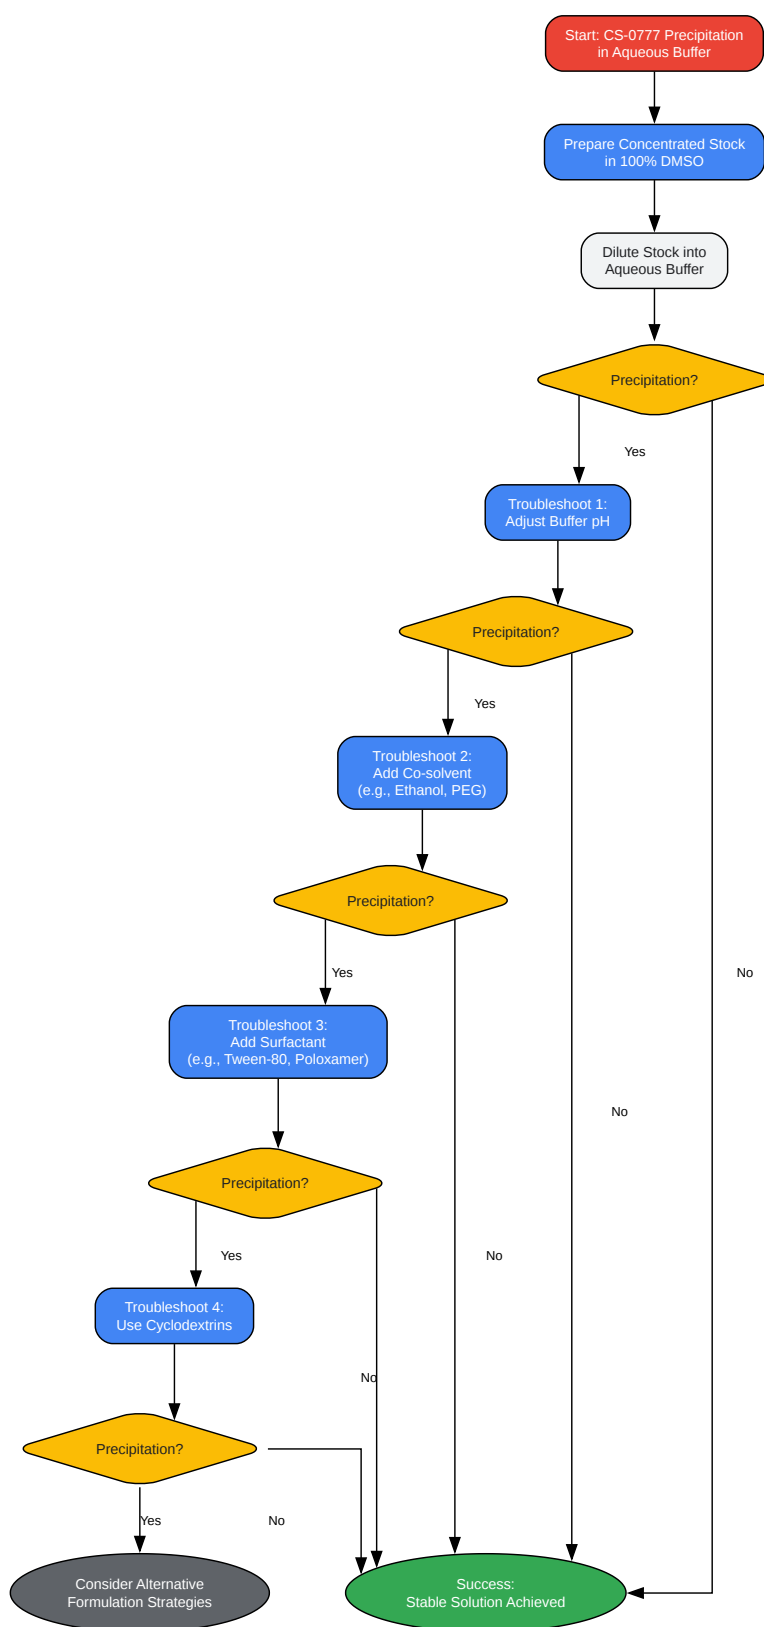 Start: CS-0777 Precipitation
in Aqueous Buffer
Prepare Concentrated Stock
in 100% DMSO
Dilute Stock into
Aqueous Buffer
Precipitation?
Yes
Troubleshoot 1:
Adjust Buffer pH
Precipitation?
Yes
Troubleshoot 2:
Add Co-solvent
(e.g., Ethanol, PEG)
Precipitation?
Yes
No
Troubleshoot 3:
Add Surfactant
(e.g., Tween-80, Poloxamer)
No
Precipitation?
Yes
No
Troubleshoot 4:
Use Cyclodextrins
No
Precipitation?
Yes
No
Consider Alternative
Formulation Strategies
Success:
Stable Solution Achieved